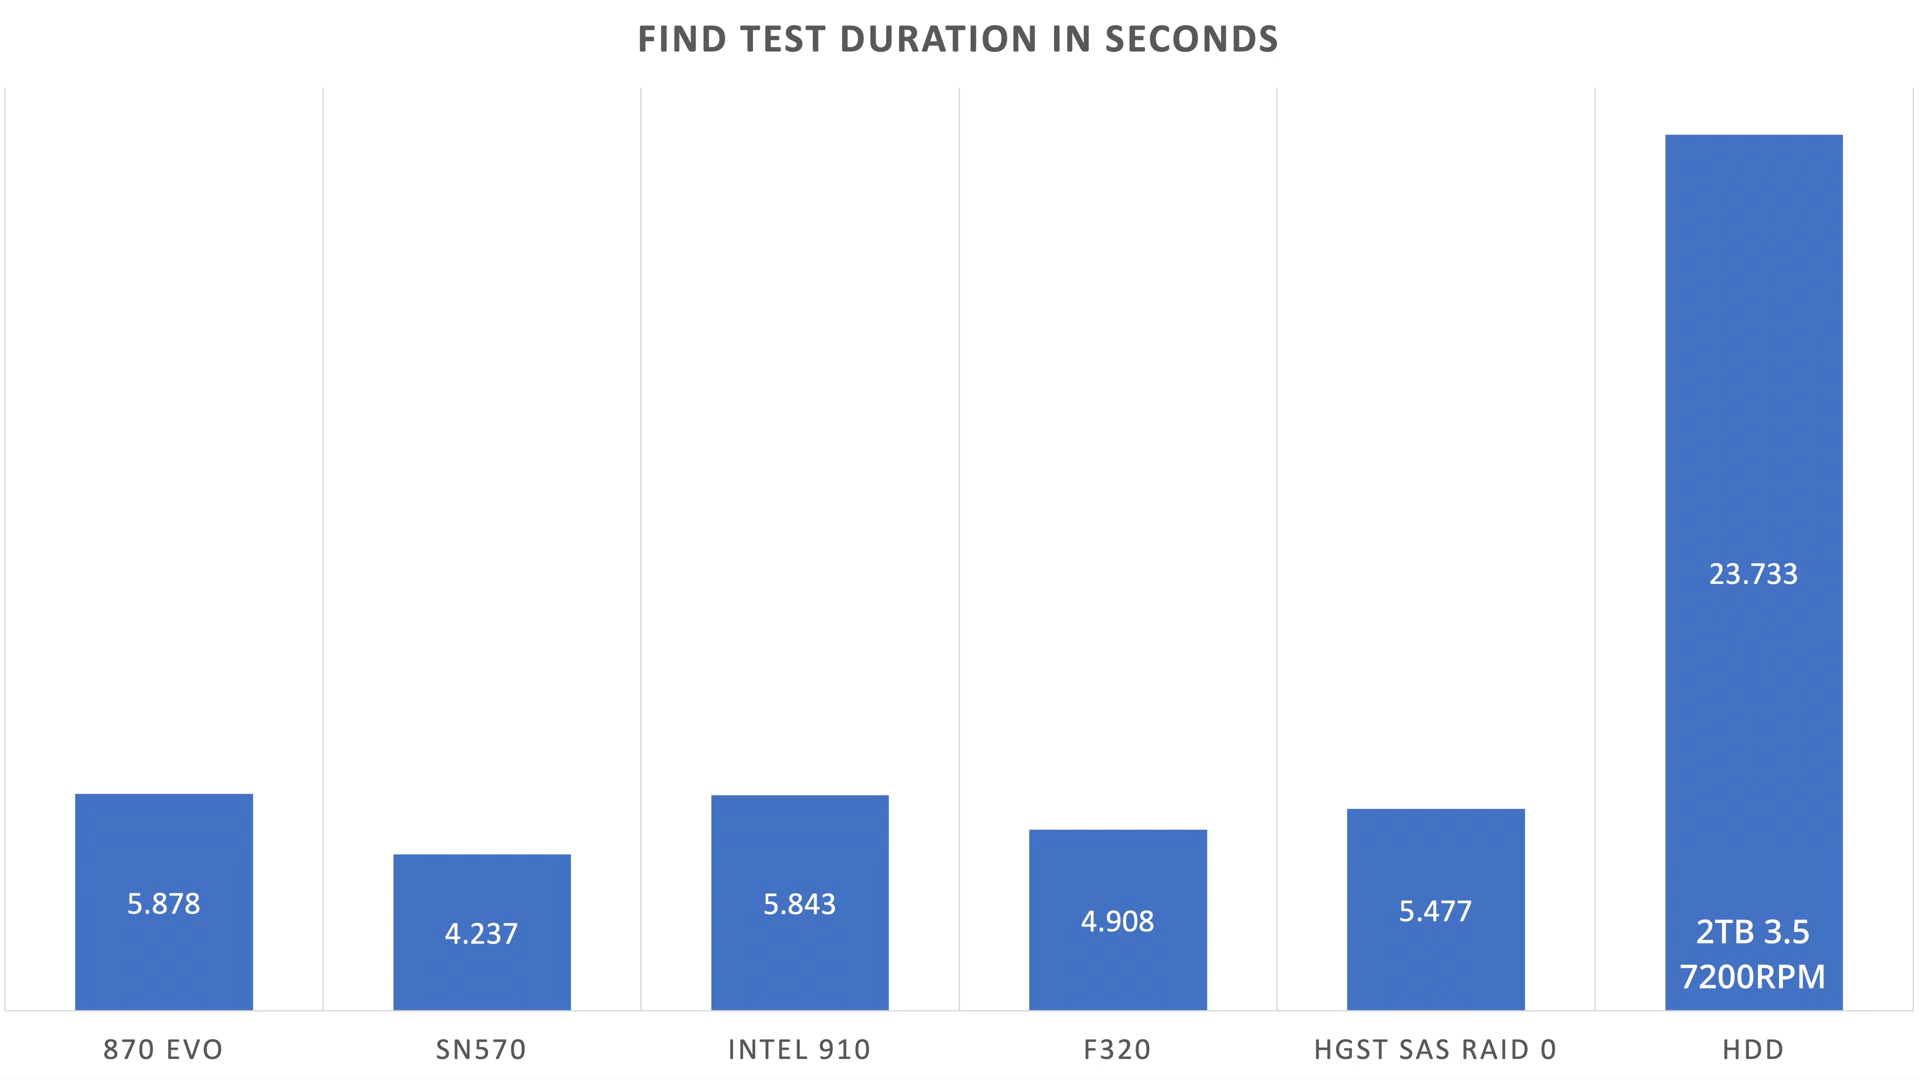 FIND TEST DURATION IN SECONDS
5.878
4.237
5.843
4.908
5.477
23.733
2TB 3.5
7200RPM
870 EVO
SN570
INTEL 910
F320
HGST SAS RAID 0
HDD